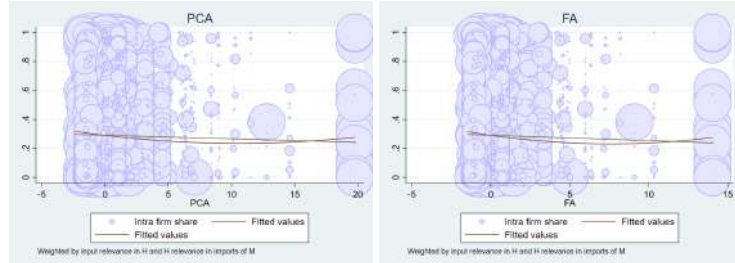 PCA
1
.8
.6
.4
.2
0
-5 0 5 10 15 20
PCA
Intra firm share Fitted values
Fitted values
Weighted by input relevance in H and H relevance in imports of M
FA
1
.8
.6
.4
.2
0
-5 0 5 10 15
FA
Intra firm share Fitted values
Fitted values
Weighted by input relevance in H and H relevance in imports of M